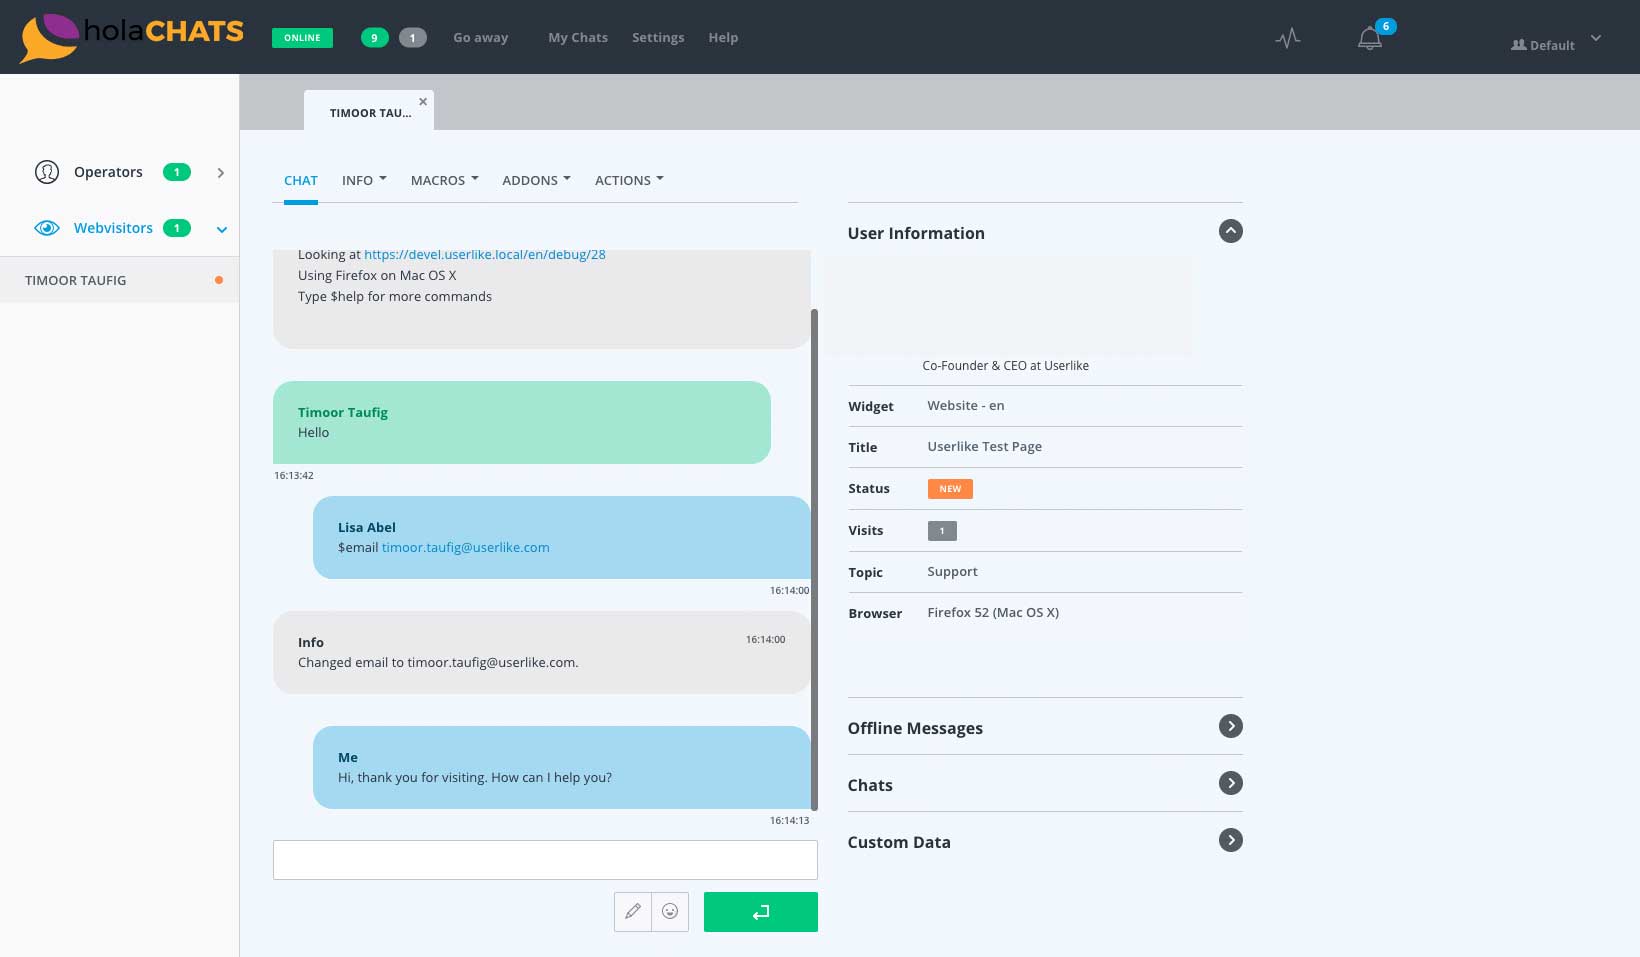 holaCHATS
ONLINE
9
1
Go away
My Chats
Settings
Help
6
Default
TIMOOR TAU...
Operators 1
Webvisitors 1
TIMOOR TAUFIG
CHAT
INFO
MACROS
ADDONS
ACTIONS
Looking at https://devel.userlike.local/en/debug/28
Using Firefox on Mac OS X
Type $help for more commands
Timoor Taufig
Hello
16:13:42
Lisa Abel
$email timoor.taufig@userlike.com
16:14:00
Info 16:14:00
Changed email to timoor.taufig@userlike.com.
Me
Hi, thank you for visiting. How can I help you?
16:14:13
User Information
Co-Founder & CEO at Userlike
Widget Website - en
Title Userlike Test Page
Status NEW
Visits 1
Topic Support
Browser Firefox 52 (Mac OS X)
Offline Messages
Chats
Custom Data